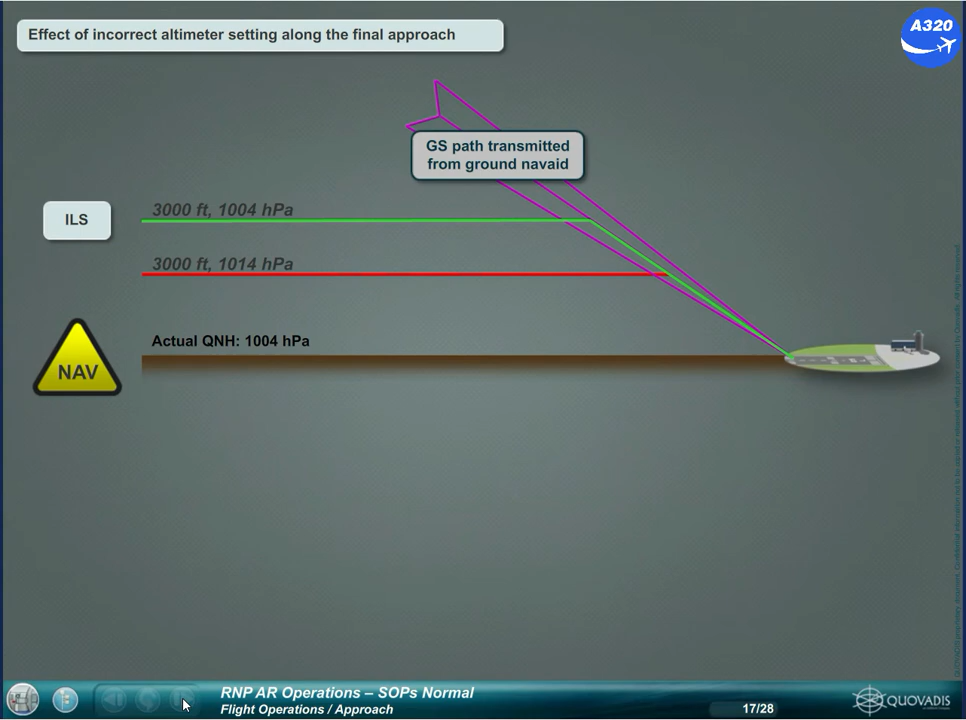 Effect of incorrect altimeter setting along the final approach
A320
GS path transmitted
from ground navaid
ILS
3000 ft, 1004 hPa
3000 ft, 1014 hPa
Actual QNH: 1004 hPa
NAV
RNP AR Operations – SOPs Normal
Flight Operations / Approach
17/28
QUOVADIS